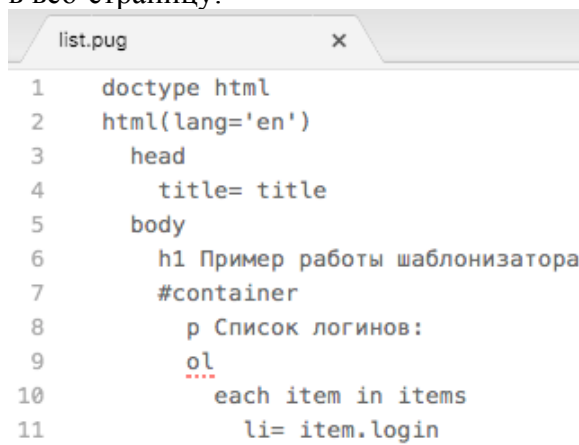 в веб-страницу.
list.pug ×
1 doctype html
2 html(lang='en')
3 head
4 title= title
5 body
6 h1 Пример работы шаблонизатора
7 #container
8 p Список логинов:
9 ol
10 each item in items
11 li= item.login